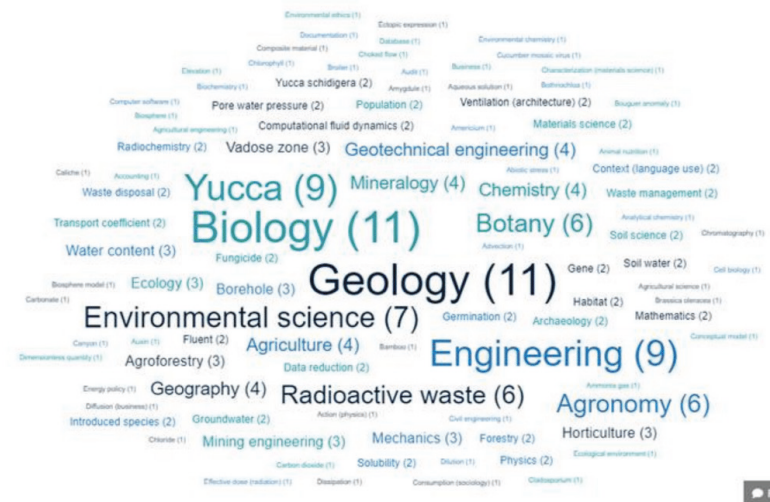 Environmental ethics (1)
Ectopic expression (1)
Documentation (1)
Database (1)
Environmental chemistry (1)
Composite material (1)
Choked flow (1)
Cucumber mosaic virus (1)
Chlorophyll (1)
Broiler (1)
Audit (1)
Business (1)
Elevation (1)
Characterization (materials science) (1)
Biochemistry (1)
Yucca schidigera (2)
Amygdule (1)
Aqueous solution (1)
Bothriochloa (1)
Computer software (1)
Pore water pressure (2)
Population (2)
Ventilation (architecture) (2)
Bouguer anomaly (1)
Biosphere (1)
Agricultural engineering (1)
Computational fluid dynamics (2)
Americium (1)
Materials science (2)
Radiochemistry (2)
Vadose zone (3)
Geotechnical engineering (4)
Animal nutrition (1)
Caliche (1)
Accounting (1)
Abiotic stress (1)
Context (language use) (2)
Waste disposal (2)
Yucca (9)
Mineralogy (4)
Chemistry (4)
Waste management (2)
Transport coefficient (2)
Biology (11)
Botany (6)
Analytical chemistry (1)
Soil science (2)
Chromatography (1)
Water content (3)
Fungicide (2)
Advection (1)
Geology (11)
Gene (2)
Soil water (2)
Cell biology (1)
Biosphere model (1)
Ecology (3)
Borehole (3)
Agricultural science (1)
Carbonate (1)
Habitat (2)
Brassica oleracea (1)
Environmental science (7)
Germination (2)
Archaeology (2)
Mathematics (2)
Canyon (1)
Auxin (1)
Fluent (2)
Agriculture (4)
Bamboo (1)
Conceptual model (1)
Dimensionless quantity (1)
Agroforestry (3)
Data reduction (2)
Engineering (9)
Energy policy (1)
Geography (4)
Radioactive waste (6)
Ammonia gas (1)
Agronomy (6)
Diffusion (business) (1)
Introduced species (2)
Groundwater (2)
Action (physics) (1)
Civil engineering (1)
Horticulture (3)
Chloride (1)
Mining engineering (3)
Mechanics (3)
Forestry (2)
Ecological environment (1)
Carbon dioxide (1)
Solubility (2)
Dilution (1)
Physics (2)
Effective dose (radiation) (1)
Dissipation (1)
Consumption (sociology) (1)
Cladosporium (1)